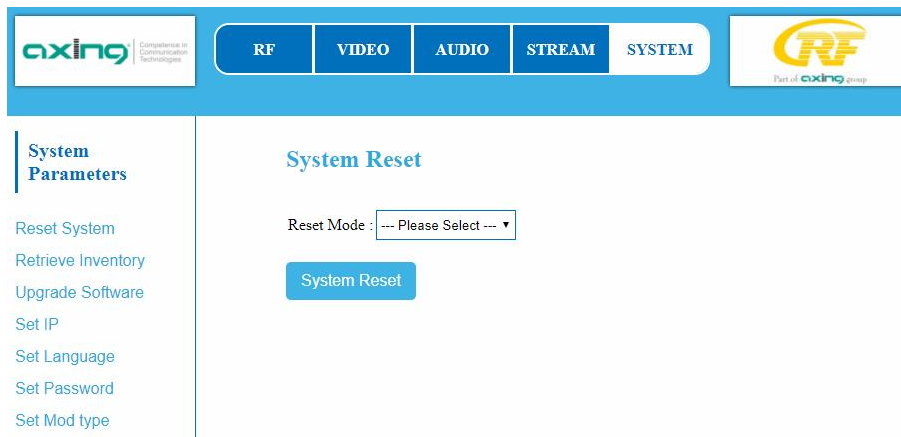 axing
Competence in
Communication
Technologies
RF
VIDEO
AUDIO
STREAM
SYSTEM
CRF
Part of axing group
System
Parameters
Reset System
Retrieve Inventory
Upgrade Software
Set IP
Set Language
Set Password
Set Mod type
System Reset
Reset Mode : --- Please Select ---
System Reset